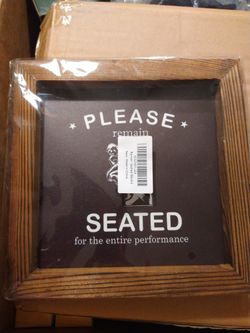 PLEASE
remain
SEATED
for the entire performance